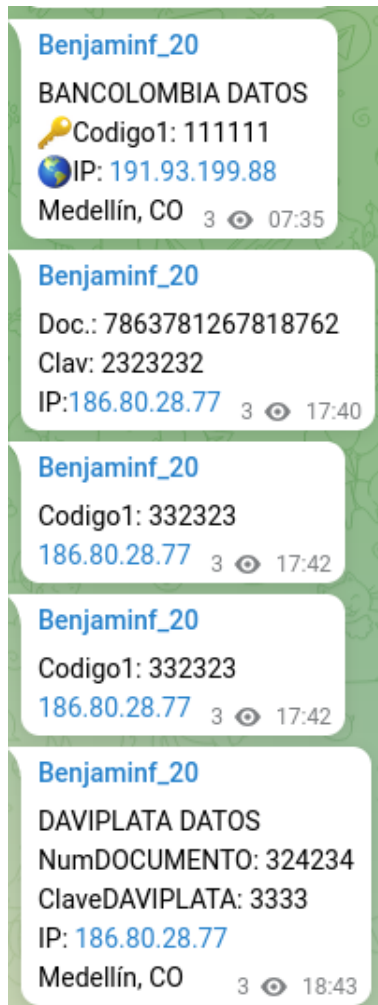 Benjaminf_20
BANCOLOMBIA DATOS
🔑Codigo1: 111111
🌎IP: 191.93.199.88
Medellín, CO 3 07:35
Benjaminf_20
Doc.: 7863781267818762
Clav: 2323232
IP:186.80.28.77 3 17:40
Benjaminf_20
Codigo1: 332323
186.80.28.77 3 17:42
Benjaminf_20
Codigo1: 332323
186.80.28.77 3 17:42
Benjaminf_20
DAVIPLATA DATOS
NumDOCUMENTO: 324234
ClaveDAVIPLATA: 3333
IP: 186.80.28.77
Medellín, CO 3 18:43